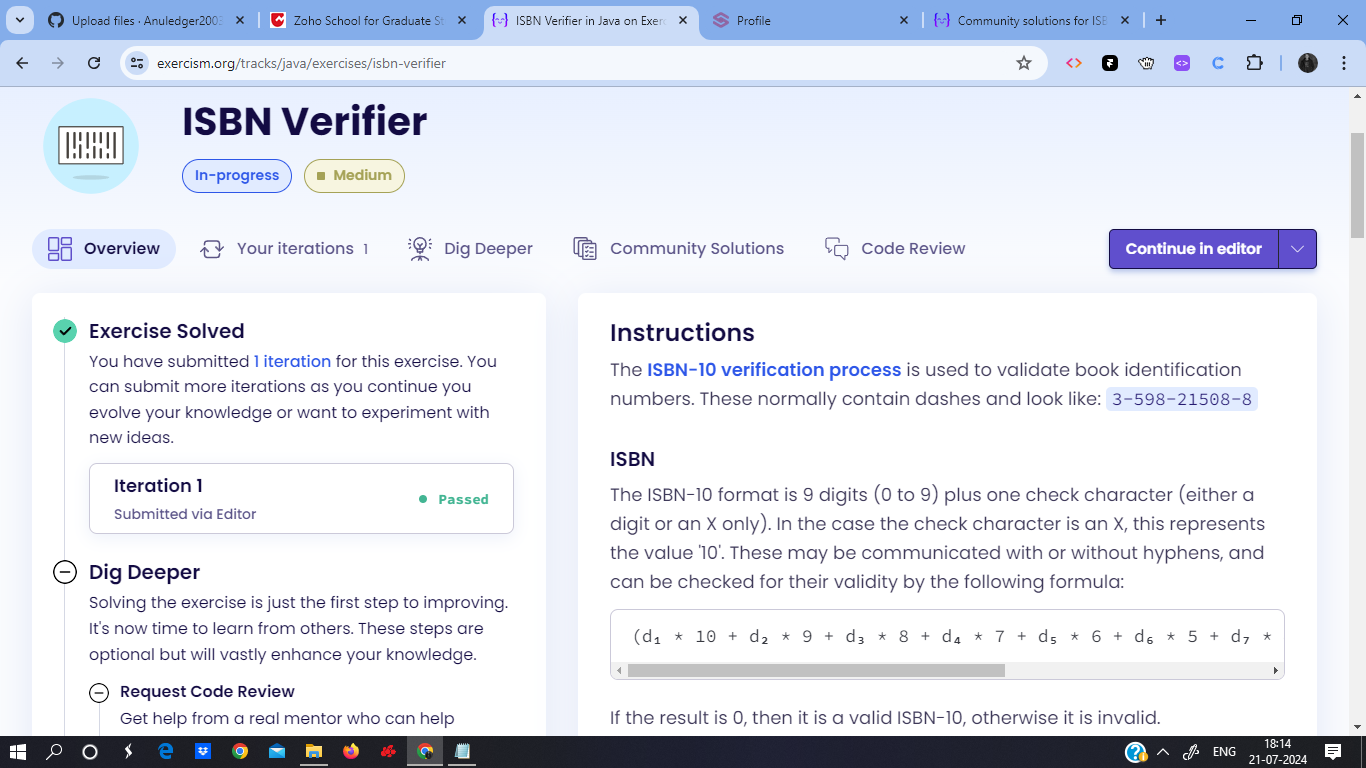 Upload files · Anuledger2003
Zoho School for Graduate St
ISBN Verifier in Java on Exerc
Profile
Community solutions for ISB
exercism.org/tracks/java/exercises/isbn-verifier
ISBN Verifier
In-progress
Medium
Overview
Your iterations 1
Dig Deeper
Community Solutions
Code Review
Continue in editor
Exercise Solved
You have submitted 1 iteration for this exercise. You
can submit more iterations as you continue you
evolve your knowledge or want to experiment with
new ideas.
Iteration 1
Passed
Submitted via Editor
Dig Deeper
Solving the exercise is just the first step to improving.
It's now time to learn from others. These steps are
optional but will vastly enhance your knowledge.
Request Code Review
Get help from a real mentor who can help
Instructions
The ISBN-10 verification process is used to validate book identification
numbers. These normally contain dashes and look like: 3-598-21508-8
ISBN
The ISBN-10 format is 9 digits (0 to 9) plus one check character (either a
digit or an X only). In the case the check character is an X, this represents
the value '10'. These may be communicated with or without hyphens, and
can be checked for their validity by the following formula:
(d₁ * 10 + d₂ * 9 + d₃ * 8 + d₄ * 7 + d₅ * 6 + d₆ * 5 + d₇ *
If the result is 0, then it is a valid ISBN-10, otherwise it is invalid.
ENG
18:14
21-07-2024